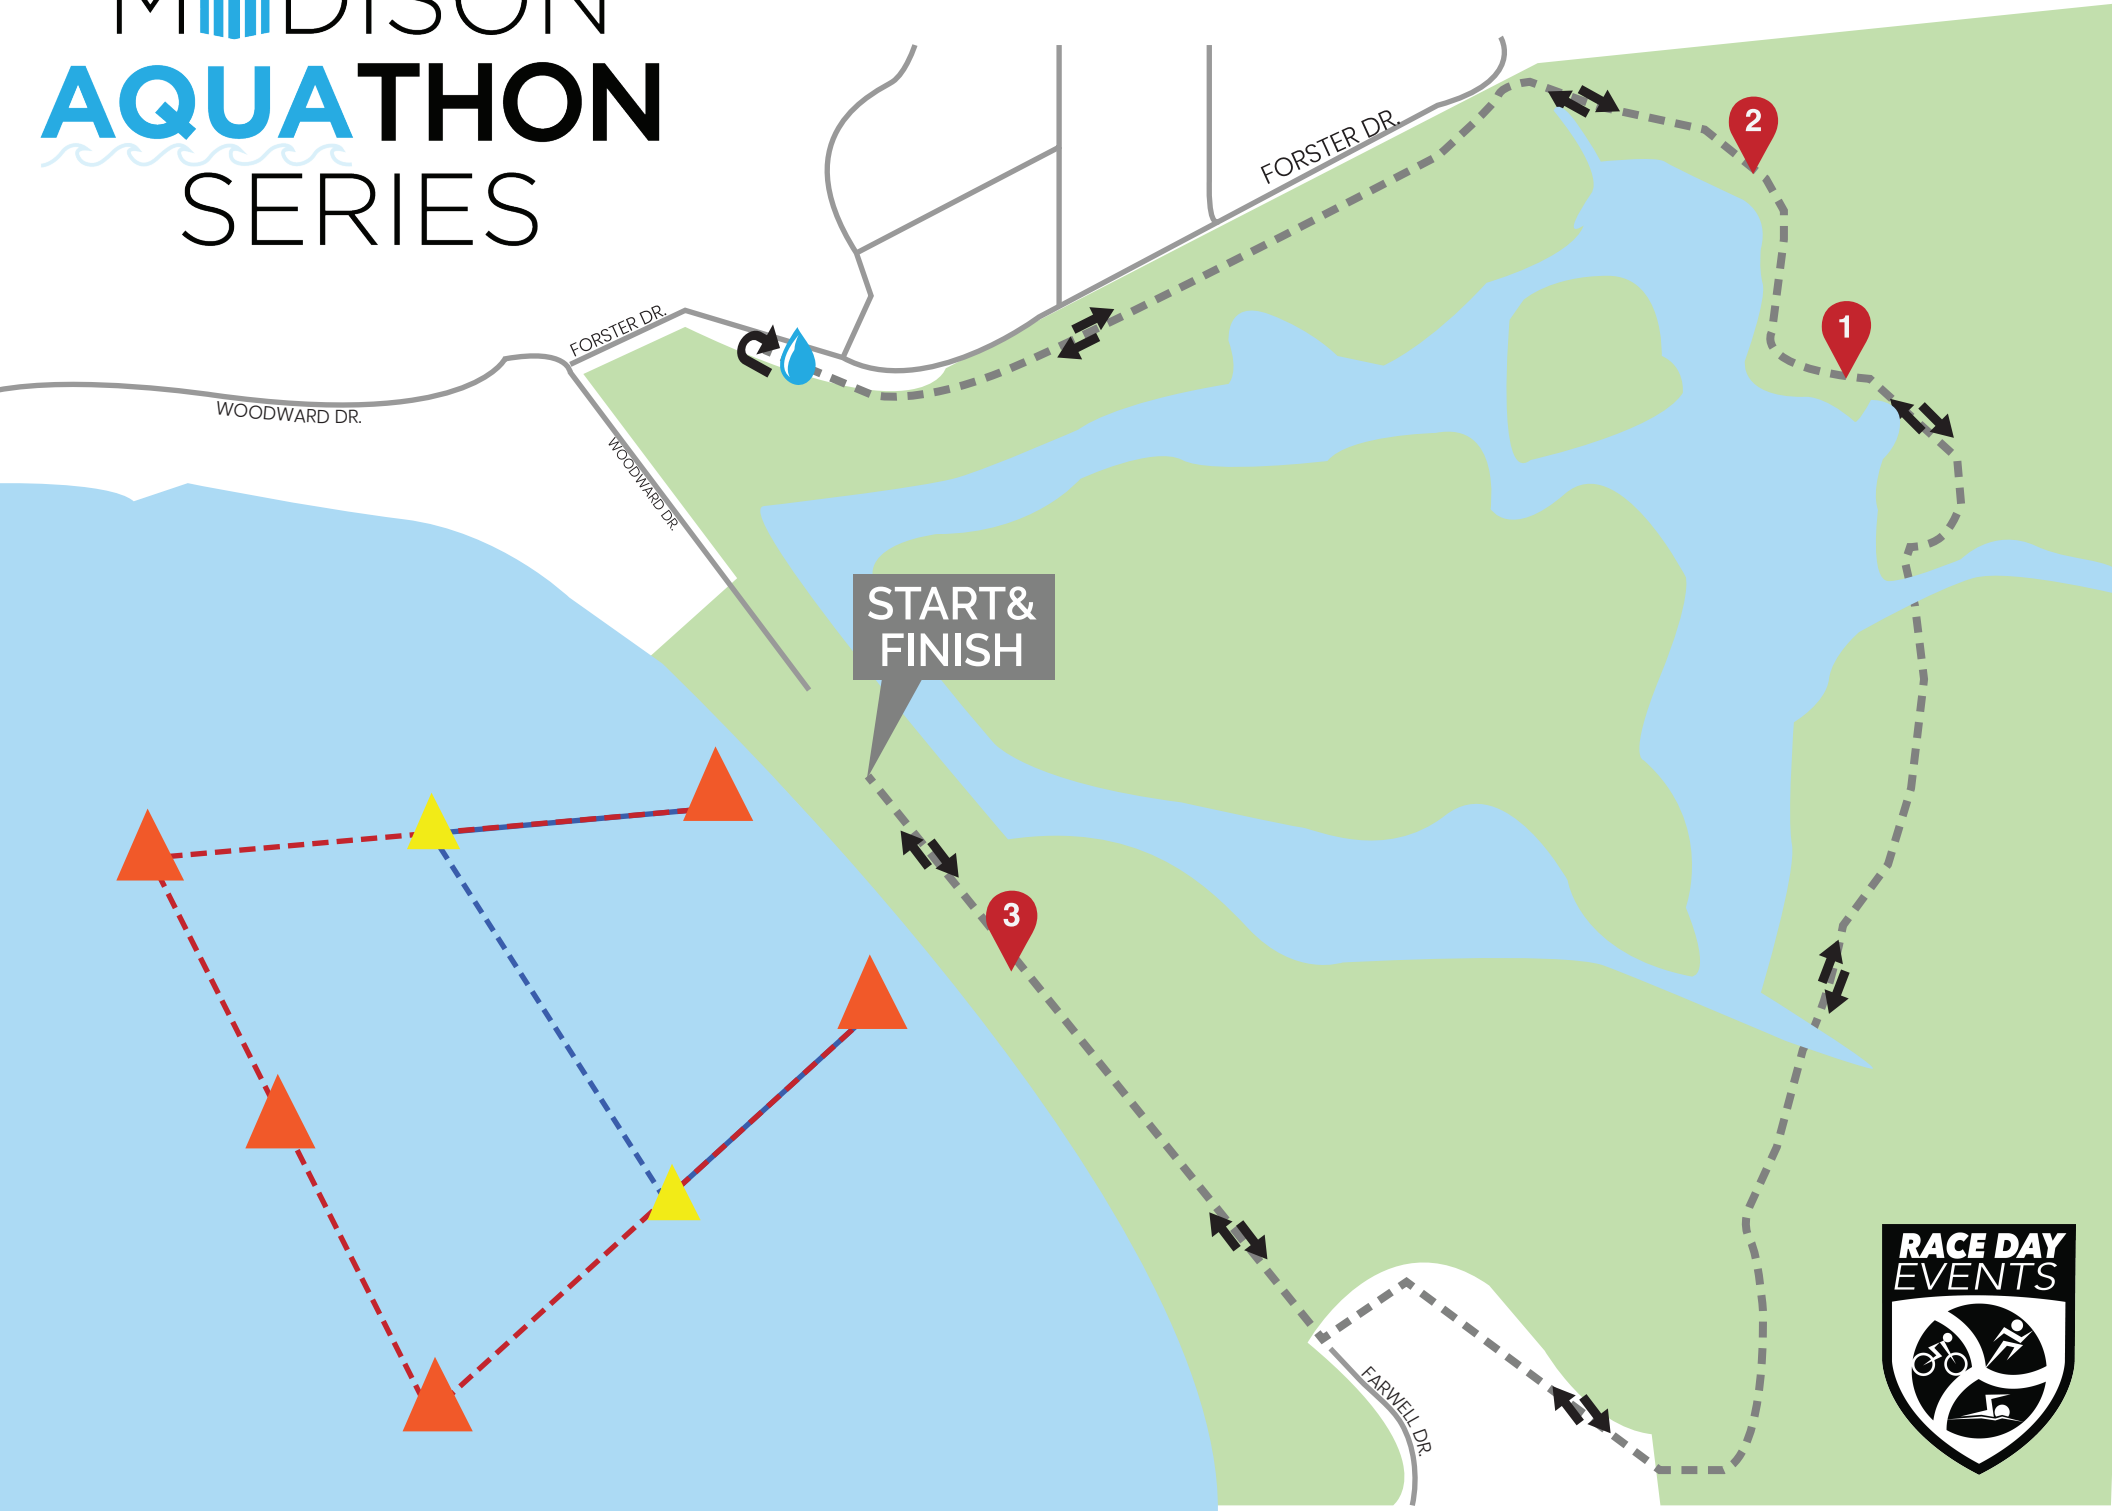 MADISON
AQUATHON
SERIES
FORSTER DR.
2
1
FORSTER DR.
WOODWARD DR.
WOODWARD DR.
START&
FINISH
3
FARWELL DR.
RACE DAY
EVENTS